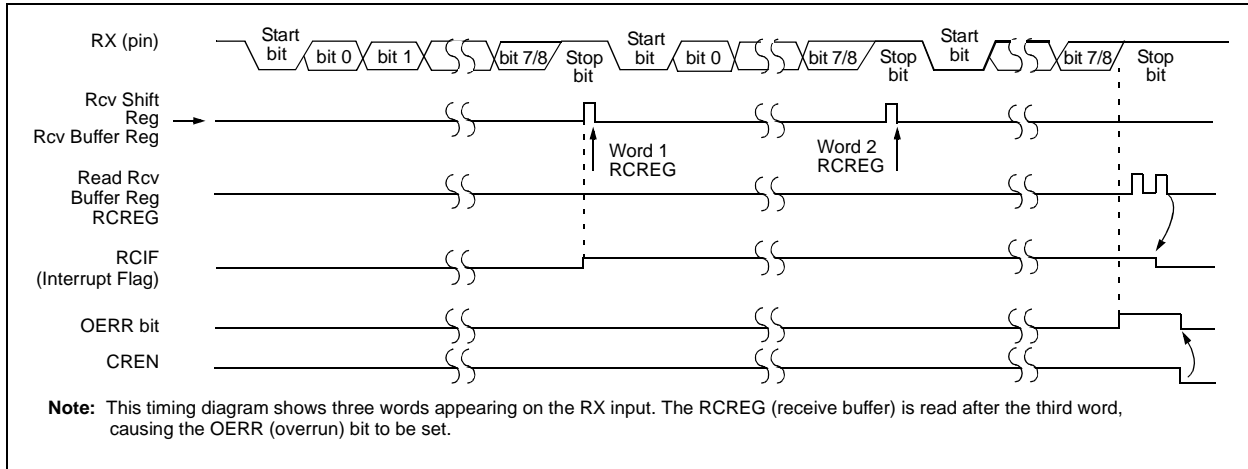 RX (pin)
Start
bit
bit 0
bit 1
bit 7/8
Stop
bit
Start
bit
bit 0
bit 7/8
Stop
bit
Start
bit
bit 7/8
Stop
bit
Rcv Shift
Reg
Rcv Buffer Reg
Word 1
RCREG
Word 2
RCREG
Read Rcv
Buffer Reg
RCREG
RCIF
(Interrupt Flag)
OERR bit
CREN
Note: This timing diagram shows three words appearing on the RX input. The RCREG (receive buffer) is read after the third word,
causing the OERR (overrun) bit to be set.